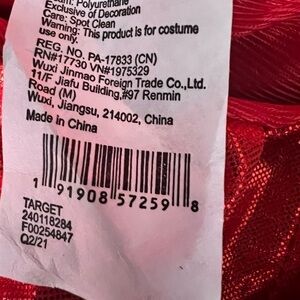 Polyurethane
Exclusive of Decoration
Care: Spot Clean
Warning: This product is for costume
use only.
REG. NO. PA-17833 (CN)
RN#17730 VN#1975329
Wuxi Jinmao Foreign Trade Co.,Ltd.
11/F Jiafu Building,#97 Renmin
Road (M)
Wuxi, Jiangsu, 214002, China
Made in China
1 91908 57259 8
TARGET
240118284
F00254847
Q2/21